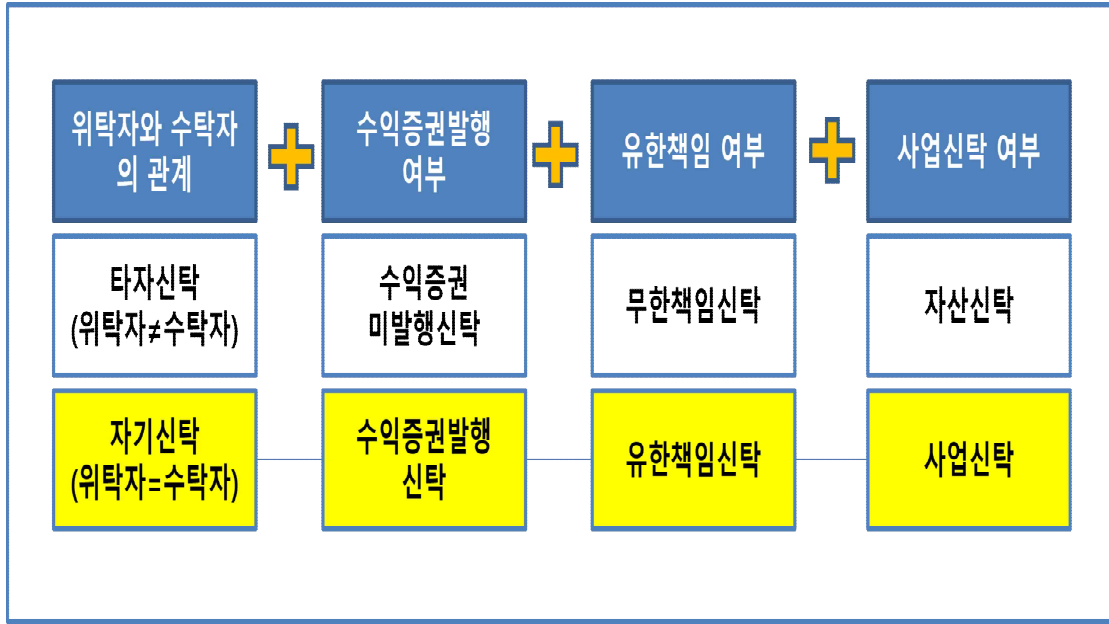 위탁자와 수탁자
의 관계
수익증권발행
여부
유한책임 여부
사업신탁 여부
타자신탁
(위탁자≠수탁자)
수익증권
미발행신탁
무한책임신탁
자산신탁
자기신탁
(위탁자=수탁자)
수익증권발행
신탁
유한책임신탁
사업신탁